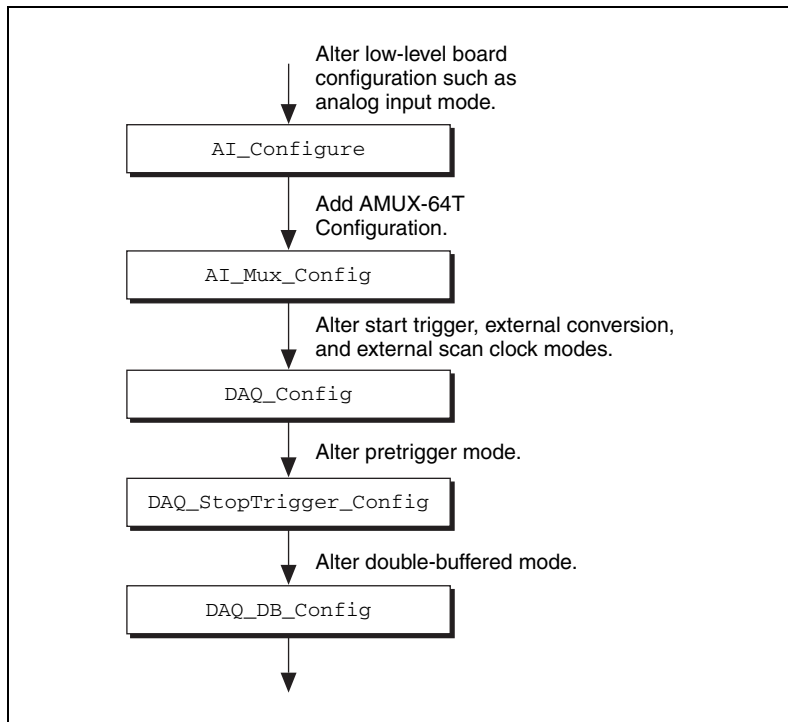 Alter low-level board
configuration such as
analog input mode.
AI_Configure
Add AMUX-64T
Configuration.
AI_Mux_Config
Alter start trigger, external conversion,
and external scan clock modes.
DAQ_Config
Alter pretrigger mode.
DAQ_StopTrigger_Config
Alter double-buffered mode.
DAQ_DB_Config